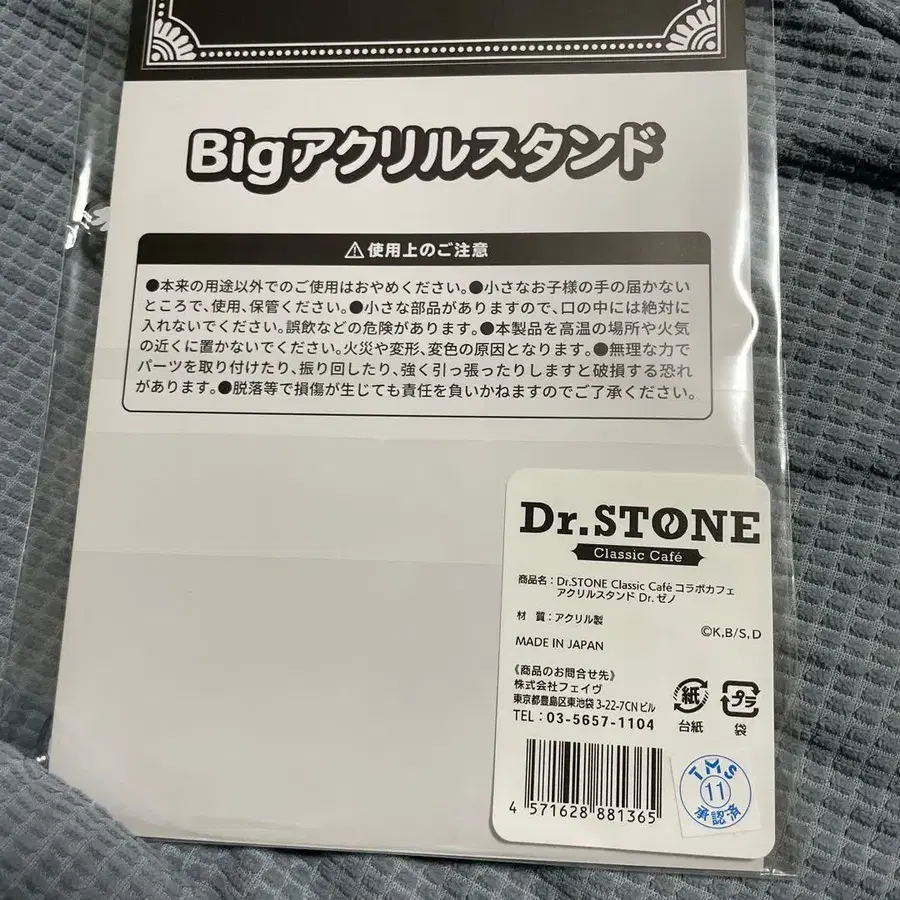 Bigアクリルスタンド
⚠使用上のご注意
●本来の用途以外でのご使用はおやめください。●小さなお子様の手の届かない
ところで、使用、保管ください。●小さな部品がありますので、口の中には絶対に
入れないでください。誤飲などの危険があります。●本製品を高温の場所や火気
の近くに置かないでください。火災や変形、変色の原因となります。●無理な力で
パーツを取り付けたり、振り回したり、強く引っ張ったりしますと破損する恐れ
があります。●脱落等で損傷が生じても責任を負いかねますのでご了承ください。
Dr.STONE
Classic Café
商品名：Dr.STONE Classic Café コラボカフェ
アクリルスタンド Dr. ゼノ
材 質：アクリル製
©K,B/S,D
MADE IN JAPAN
《商品のお問合せ先》
株式会社フェイヴ
東京都豊島区東池袋 3-22-7CN ビル
TEL：03-5657-1104
紙
台紙
プラ
袋
4 571628 881365
TMS
11
承認済